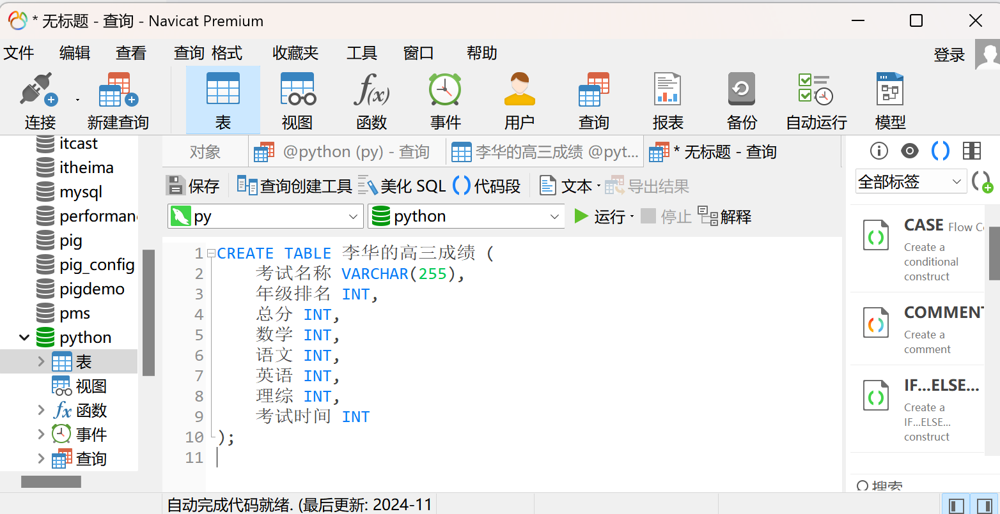 * 无标题 - 查询 - Navicat Premium
文件 编辑 查看 查询 格式 收藏夹 工具 窗口 帮助 登录
连接 新建查询 表 视图 函数 事件 用户 查询 报表 备份 自动运行 模型
itcast
itheima
mysql
performan
pig
pig_config
pigdemo
pms
python
表
视图
函数
事件
查询
对象 @python (py) - 查询 李华的高三成绩 @pyt... * 无标题 - 查询
保存 查询创建工具 美化 SQL 代码段 文本 导出结果
py python 运行 停止 解释
1 CREATE TABLE 李华的高三成绩 (
2 考试名称 VARCHAR(255),
3 年级排名 INT,
4 总分 INT,
5 数学 INT,
6 语文 INT,
7 英语 INT,
8 理综 INT,
9 考试时间 INT
10 );
11
全部标签
CASE Flow Co
Create a
conditional
construct
COMMENT
Create a
comment
IF...ELSE...
Create a
IF...ELSE...
construct
搜索
自动完成代码就绪. (最后更新: 2024-11